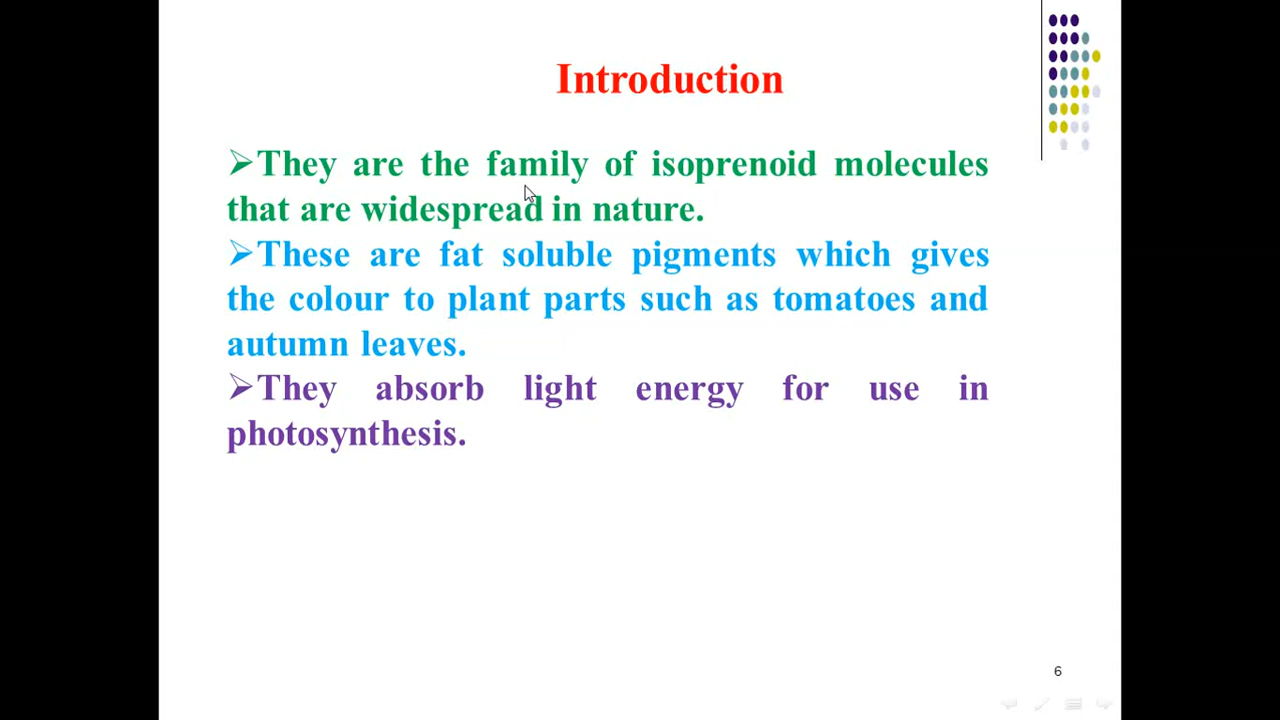 Introduction
➢They are the family of isoprenoid molecules
that are widespread in nature.
➢These are fat soluble pigments which gives
the colour to plant parts such as tomatoes and
autumn leaves.
➢They absorb light energy for use in
photosynthesis.
6